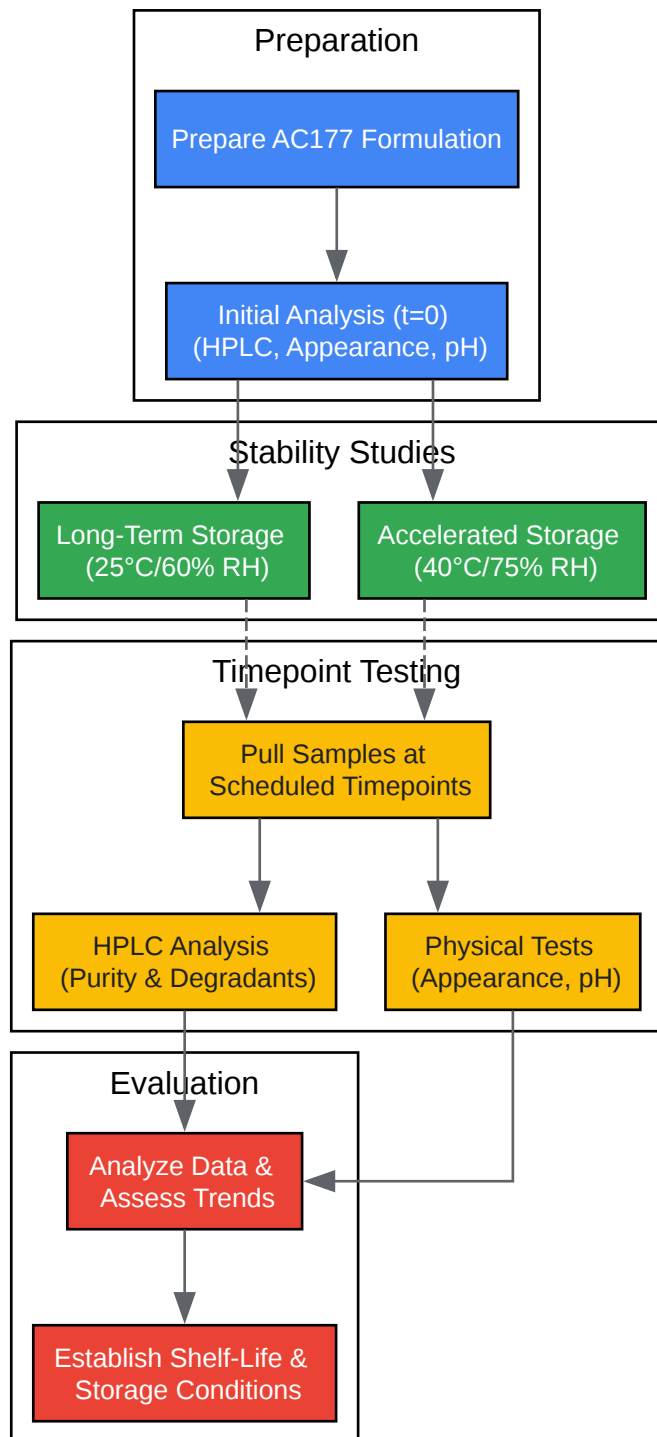 Preparation
Prepare AC177 Formulation
Initial Analysis (t=0)
(HPLC, Appearance, pH)
Stability Studies
Long-Term Storage
(25°C/60% RH)
Accelerated Storage
(40°C/75% RH)
Timepoint Testing
Pull Samples at
Scheduled Timepoints
HPLC Analysis
(Purity & Degradants)
Physical Tests
(Appearance, pH)
Evaluation
Analyze Data &
Assess Trends
Establish Shelf-Life &
Storage Conditions